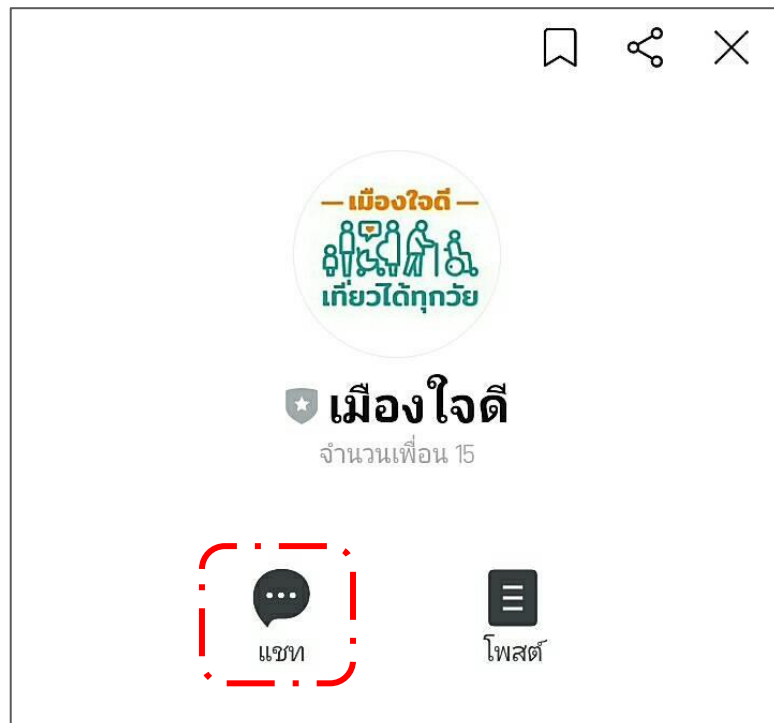 เมืองใจดี
เที่ยวได้ทุกวัย
เมืองใจดี
จำนวนเพื่อน 15
แชท
โพสต์